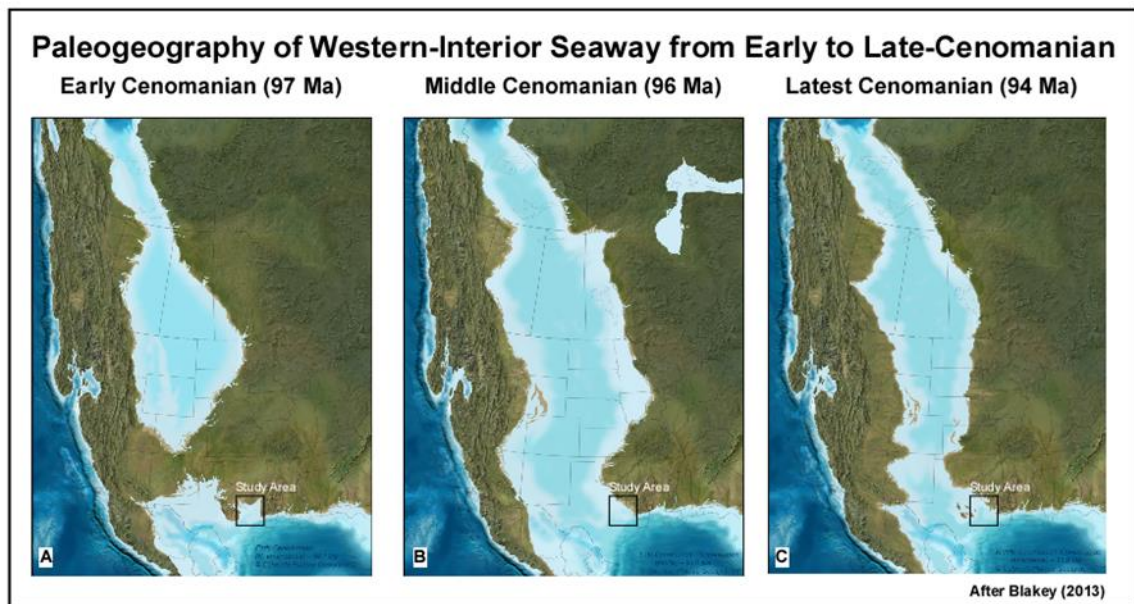 Paleogeography of Western-Interior Seaway from Early to Late-Cenomanian
Early Cenomanian (97 Ma)
Middle Cenomanian (96 Ma)
Latest Cenomanian (94 Ma)
Study Area
Study Area
Study Area
A
B
C
After Blakey (2013)